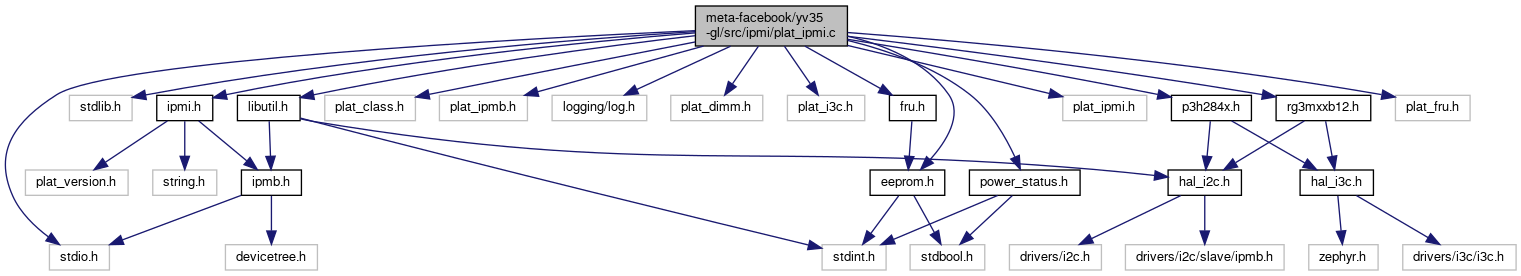 meta-facebook/yv35
-gl/src/ipmi/plat_ipmi.c
stdlib.h
ipmi.h
libutil.h
plat_class.h
plat_ipmb.h
logging/log.h
plat_dimm.h
plat_i3c.h
fru.h
plat_ipmi.h
p3h284x.h
rg3mxxb12.h
plat_fru.h
plat_version.h
string.h
ipmb.h
eeprom.h
power_status.h
hal_i2c.h
hal_i3c.h
stdio.h
devicetree.h
stdint.h
stdbool.h
drivers/i2c.h
drivers/i2c/slave/ipmb.h
zephyr.h
drivers/i3c/i3c.h